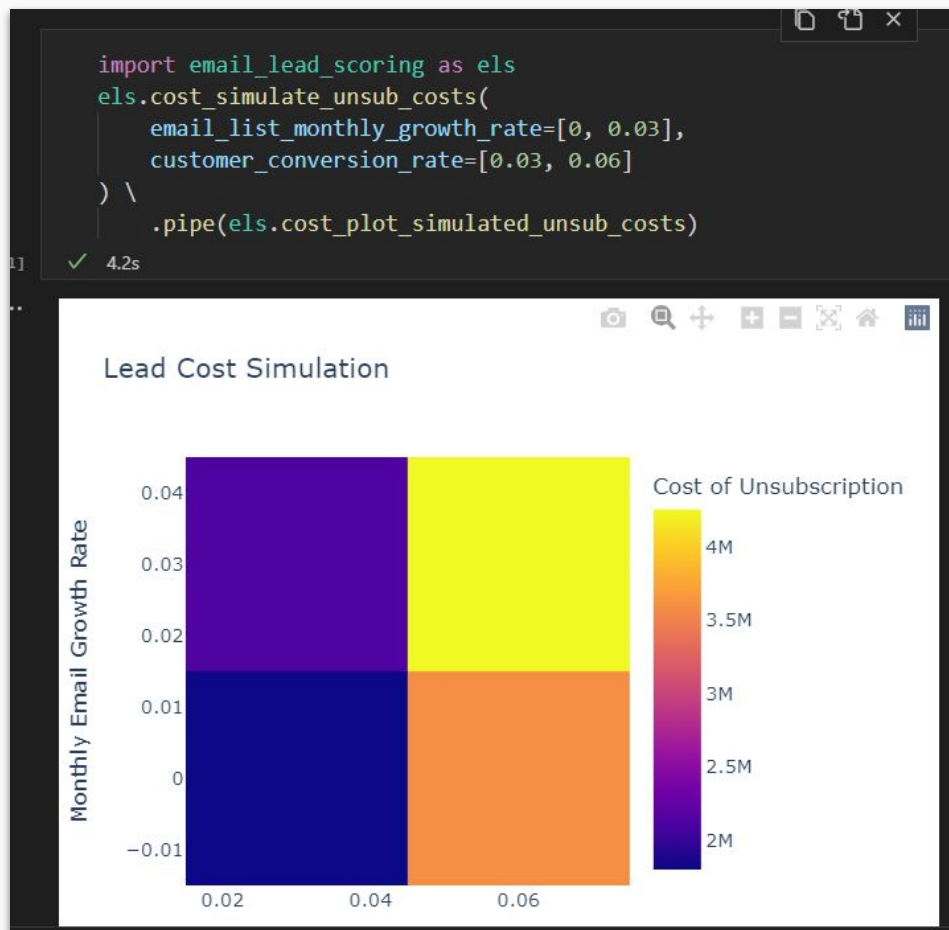 import email_lead_scoring as els
els.cost_simulate_unsub_costs(
email_list_monthly_growth_rate=[0, 0.03],
customer_conversion_rate=[0.03, 0.06]
) \
.pipe(els.cost_plot_simulated_unsub_costs)
1]
4.2s
Lead Cost Simulation
Cost of Unsubscription
Monthly Email Growth Rate
0.04
0.03
0.02
0.01
0
−0.01
0.02 0.04 0.06
4M
3.5M
3M
2.5M
2M